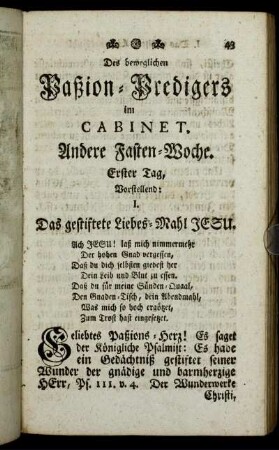 43
Des beweglichen
Paßion-Predigers
im
CABINET.
Andere Fasten-Woche.
Erster Tag,
Vorstellend:
I.
Das gestiftete Liebes-Mahl JESU.
Ach JESU! laß mich nimmermehr
Der hohen Gnad vergessen,
Daß du dich selbsten giebest her
Dein Leib und Blut zu essen.
Daß du für meine Sünden-Quaal,
Den Gnaden-Tisch, dein Abendmahl,
Was mich so hoch ergötzet,
Zum Trost hast eingesetzet.
Geliebtes Paßions-Herz! Es saget
der Königliche Psalmist: Es habe
ein Gedächtniß gestiftet seiner
Wunder der gnädige und barmherzige
HErr, Ps. 111. v. 4. Der Wunderwerke
Christi,